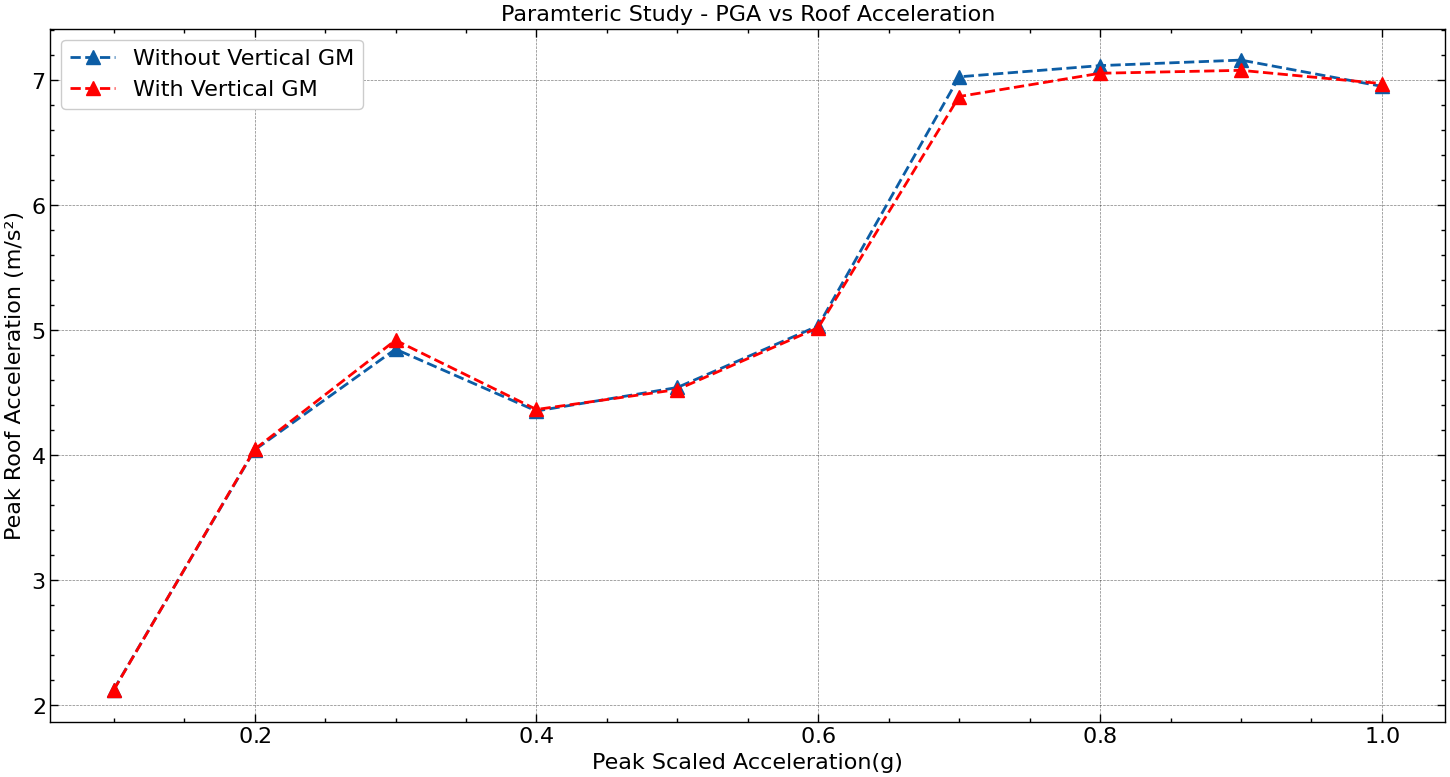 Paramteric Study - PGA vs Roof Acceleration
Without Vertical GM
With Vertical GM
Peak Roof Acceleration (m/s²)
7
6
5
4
3
2
0.2
0.4
0.6
0.8
1.0
Peak Scaled Acceleration(g)